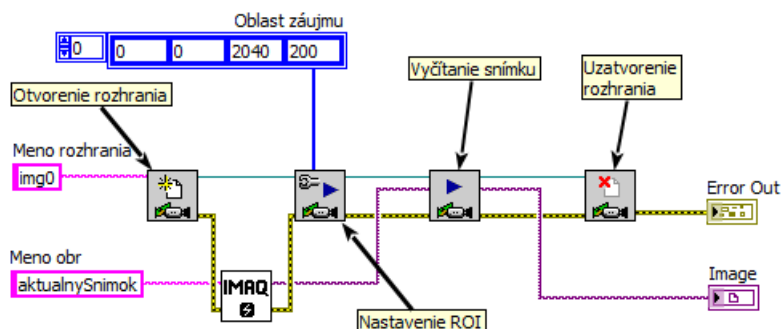 Oblast záujmu
0 0 0 2040 200
Otvorenie rozhrania
Vyčítanie snímku
Uzatvorenie
rozhrania
Meno rozhrania
img0
Error Out
Meno obr
aktualnySnimok
IMAQ
Image
Nastavenie ROI